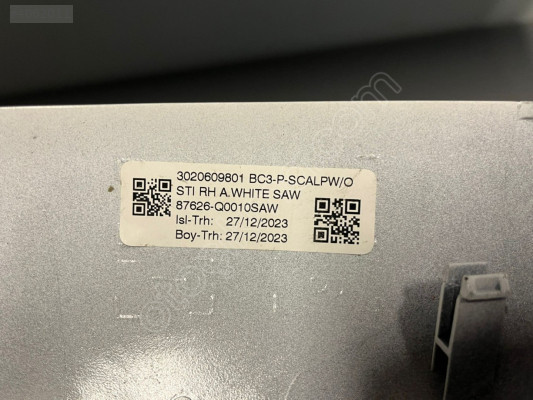 3020609801 BC3-P-SCALPW/O
STI RH A.WHITE SAW
87626-Q0010SAW
Isl-Trh: 27/12/2023
Boy-Trh: 27/12/2023